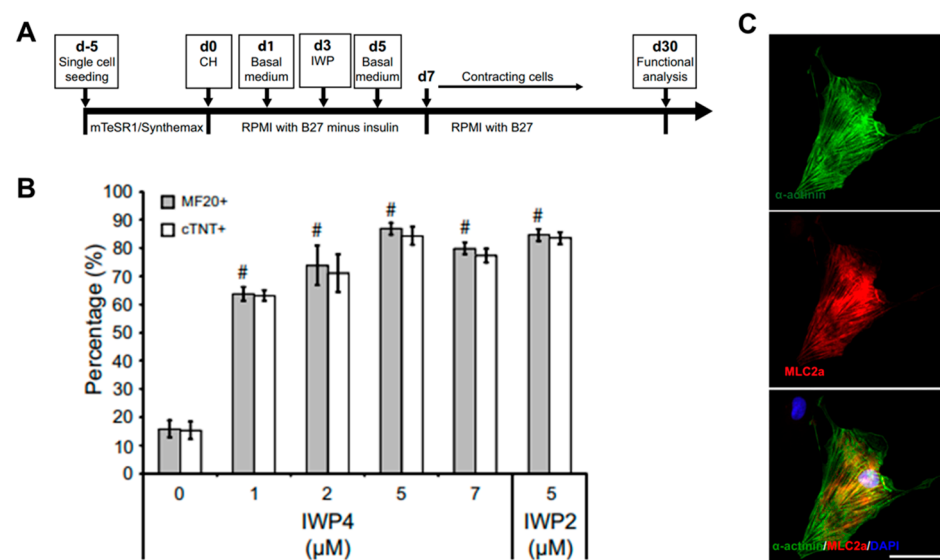 A
d-5
Single cell
seeding
d0
CH
d1
Basal
medium
d3
IWP
d5
Basal
medium
d7
Contracting cells
d30
Functional
analysis
mTeSR1/Synthemax
RPMI with B27 minus insulin
RPMI with B27
B
Percentage (%)
100
90
80
70
60
50
40
30
20
10
0
MF20+
cTNT+
# # # # #
0 1 2 5 7 5
IWP4
(µM)
IWP2
(µM)
C
α-actinin
MLC2a
α-actinin/MLC2a/DAPI